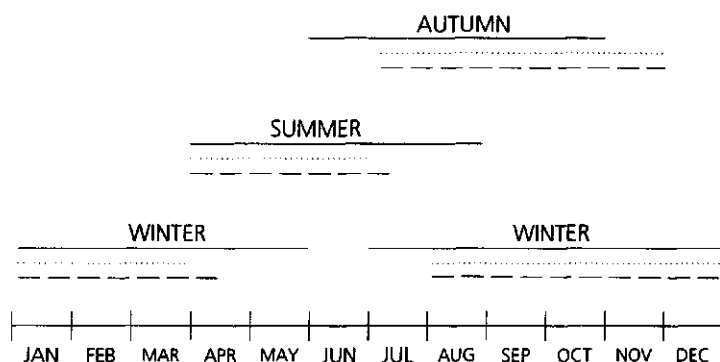 AUTUMN
SUMMER
WINTER WINTER
JAN FEB MAR APR MAY JUN JUL AUG SEP OCT NOV DEC